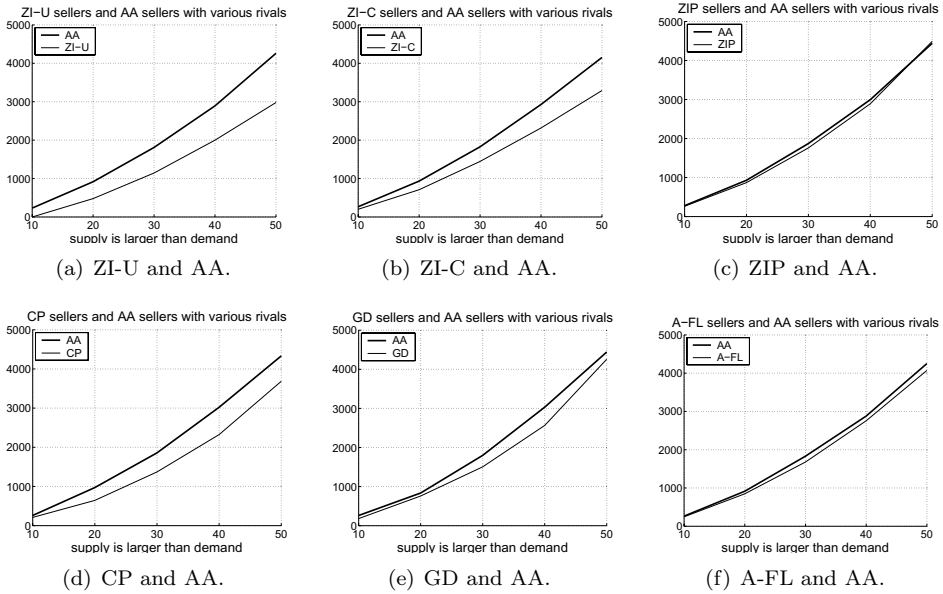 ZI−U sellers and AA sellers with various rivals
AA
ZI−U
5000
4000
3000
2000
1000
0
10 20 30 40 50
supply is larger than demand
(a) ZI-U and AA.
ZI−C sellers and AA sellers with various rivals
AA
ZI−C
5000
4000
3000
2000
1000
0
10 20 30 40 50
supply is larger than demand
(b) ZI-C and AA.
ZIP sellers and AA sellers with various rivals
AA
ZIP
5000
4000
3000
2000
1000
0
10 20 30 40 50
supply is larger than demand
(c) ZIP and AA.
CP sellers and AA sellers with various rivals
AA
CP
5000
4000
3000
2000
1000
0
10 20 30 40 50
supply is larger than demand
(d) CP and AA.
GD sellers and AA sellers with various rivals
AA
GD
5000
4000
3000
2000
1000
0
10 20 30 40 50
supply is larger than demand
(e) GD and AA.
A−FL sellers and AA sellers with various rivals
AA
A−FL
5000
4000
3000
2000
1000
0
10 20 30 40 50
supply is larger than demand
(f) A-FL and AA.